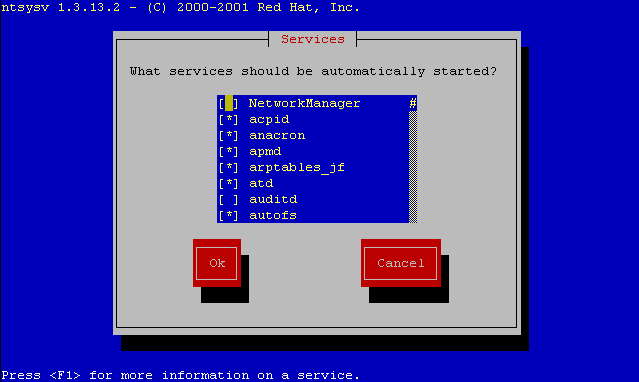 ntsysv 1.3.13.2 - (C) 2000-2001 Red Hat, Inc.
Services
What services should be automatically started?
[ ] NetworkManager #
[*] acpid
[*] anacron
[*] apmd
[*] arptables_jf
[*] atd
[ ] auditd
[*] autofs
Ok Cancel
Press <F1> for more information on a service.